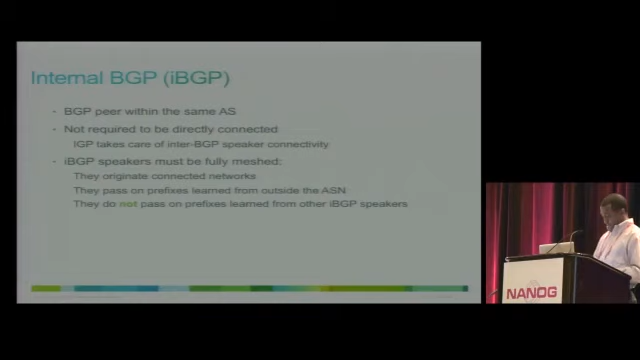 Internal BGP (iBGP)
• BGP peer within the same AS
• Not required to be directly connected
IGP takes care of inter-BGP speaker connectivity
• iBGP speakers must be fully meshed:
They originate connected networks
They pass on prefixes learned from outside the ASN
They do not pass on prefixes learned from other iBGP speakers
NANOG